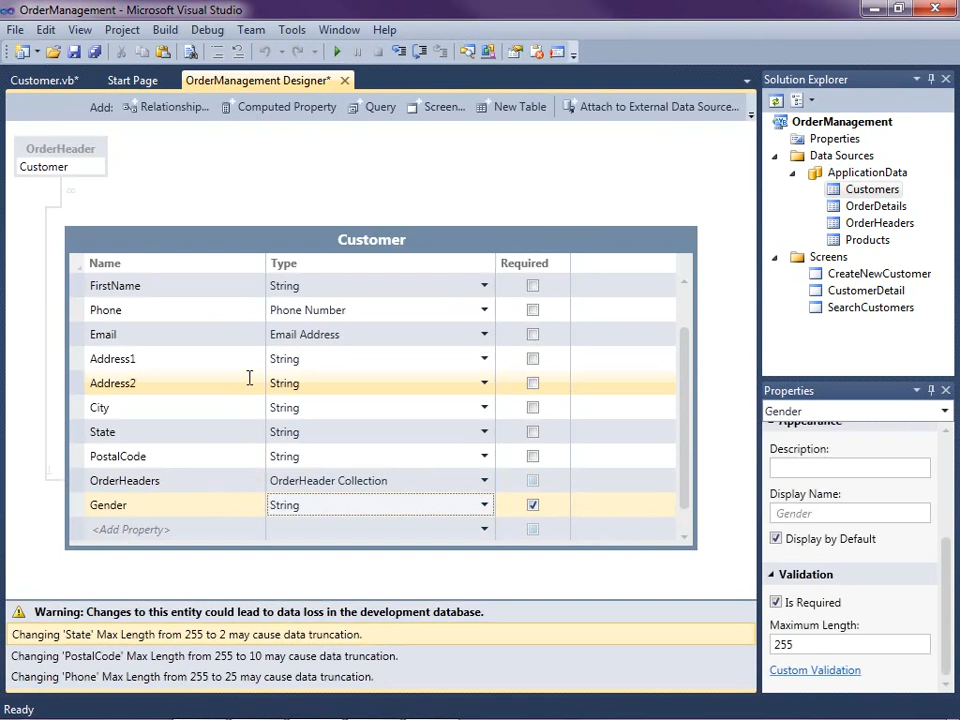 OrderManagement - Microsoft Visual Studio
File Edit View Project Build Debug Team Tools Window Help
Customer.vb* Start Page OrderManagement Designer*
Add: Relationship... Computed Property Query Screen... New Table Attach to External Data Source...
OrderHeader
Customer
∞
1
Customer
Name Type Required
FirstName String
Phone Phone Number
Email Email Address
Address1 String
Address2 String
City String
State String
PostalCode String
OrderHeaders OrderHeader Collection
Gender String
<Add Property>
Warning: Changes to this entity could lead to data loss in the development database.
Changing 'State' Max Length from 255 to 2 may cause data truncation.
Changing 'PostalCode' Max Length from 255 to 10 may cause data truncation.
Changing 'Phone' Max Length from 255 to 25 may cause data truncation.
Ready
Solution Explorer
OrderManagement
Properties
Data Sources
ApplicationData
Customers
OrderDetails
OrderHeaders
Products
Screens
CreateNewCustomer
CustomerDetail
SearchCustomers
Properties
Gender
Appearance
Description:
Display Name:
Gender
Display by Default
Validation
Is Required
Maximum Length:
255
Custom Validation